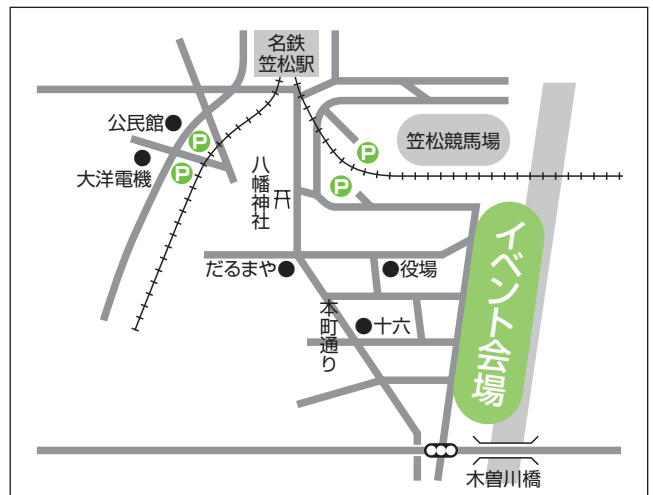 名鉄
笠松駅
公民館
P
P
大洋電機
P
P
笠松競馬場
八幡神社
イベント会場
だるまや
役場
本町通り
十六
木曽川橋